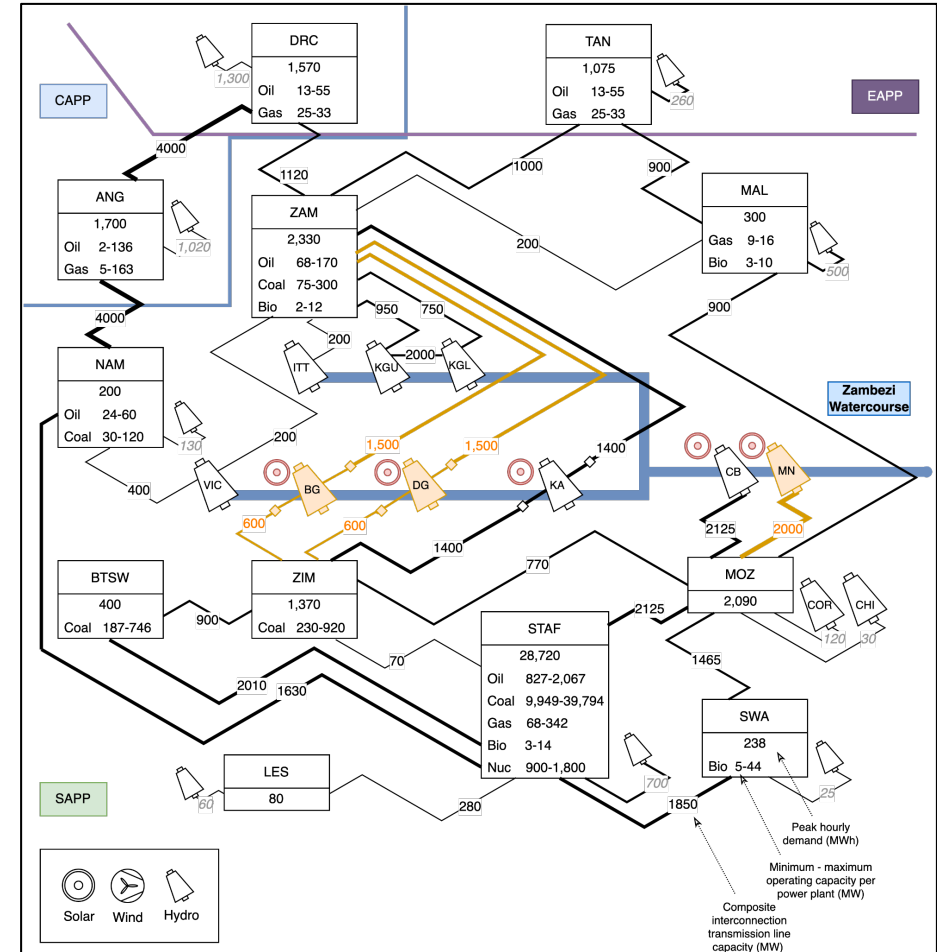 DRC
1,570
Oil 13-55
Gas 25-33
1,300
TAN
1,075
Oil 13-55
Gas 25-33
260
CAPP
EAPP
4000
1120
1000
900
ANG
1,700
Oil 2-136
Gas 5-163
1,020
ZAM
2,330
Oil 68-170
Coal 75-300
Bio 2-12
MAL
300
Gas 9-16
Bio 3-10
500
200
4000
950
750
900
200
2000
ITT
KGU
KGL
NAM
200
Oil 24-60
Coal 30-120
130
Zambezi
Watercourse
200
1,500
1,500
1400
400
VIC
BG
DG
KA
CB
MN
600
600
2125
2000
1400
770
BTSW
400
Coal 187-746
900
ZIM
1,370
Coal 230-920
MOZ
2,090
COR
CHI
120
30
2125
STAF
28,720
Oil 827-2,067
Coal 9,949-39,794
Gas 68-342
Bio 3-14
Nuc 900-1,800
70
1465
2010
1630
SWA
238
Bio 5-44
25
700
LES
80
60
280
1850
SAPP
Peak hourly
demand (MWh)
Minimum - maximum
operating capacity per
power plant (MW)
Composite
interconnection
transmission line
capacity (MW)
Solar
Wind
Hydro